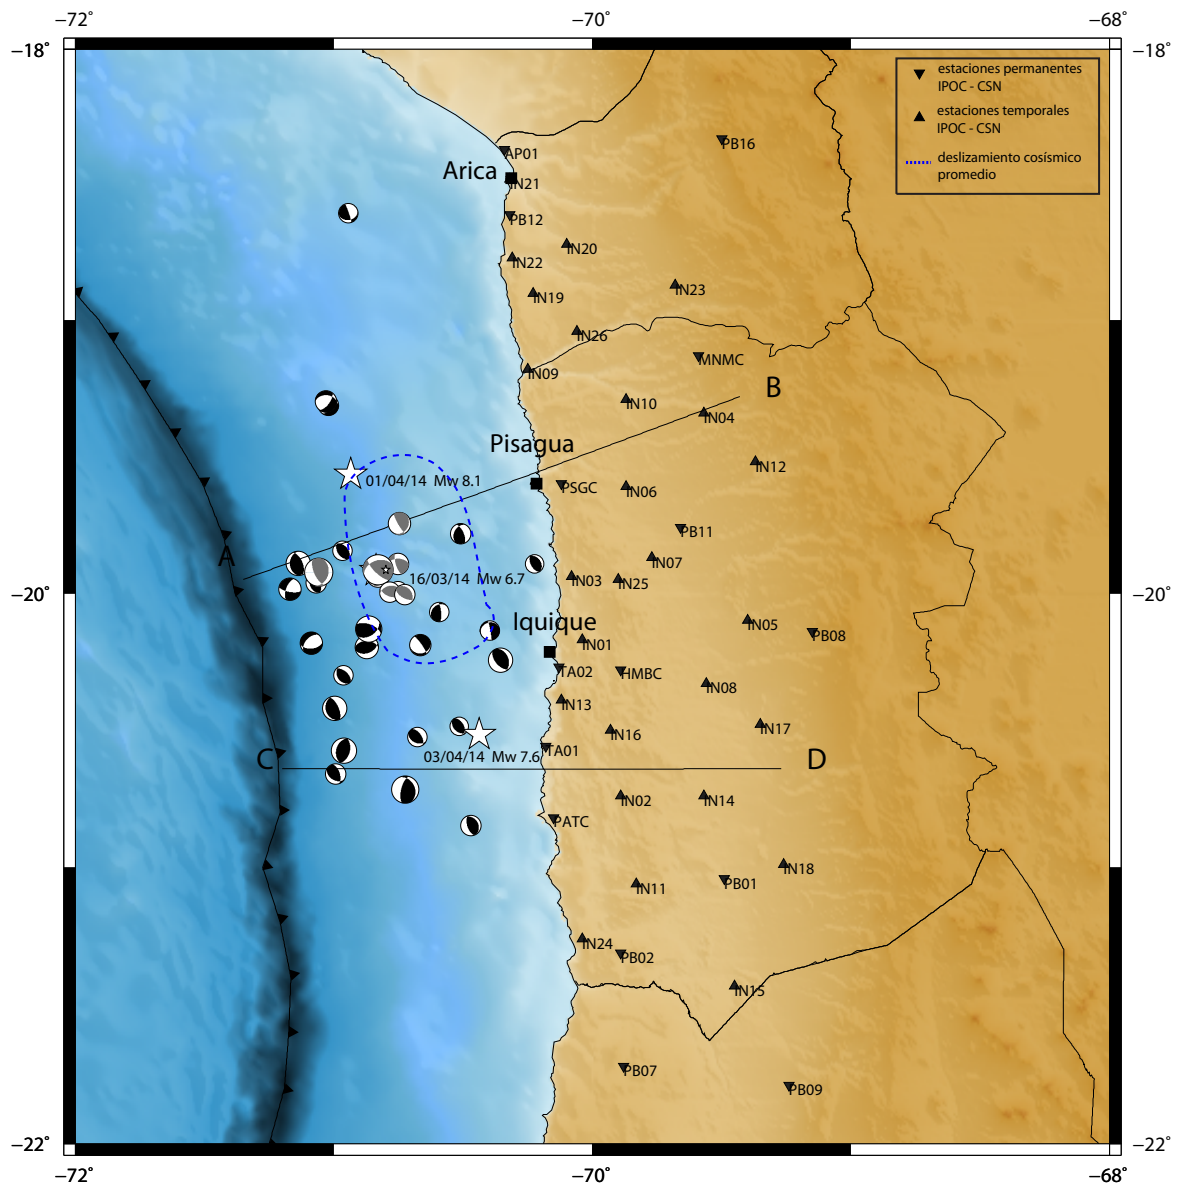 −72˚
−70˚
−68˚
−18˚
−18˚
estaciones permanentes
IPOC - CSN
estaciones temporales
IPOC - CSN
deslizamiento cosísmico
promedio
PB16
AP01
Arica
IN21
PB12
IN20
IN22
IN23
IN19
IN26
MNMC
IN09
B
IN10
IN04
Pisagua
IN12
01/04/14 Mw 8.1
PSGC
IN06
PB11
A
IN07
16/03/14 Mw 6.7
IN03
IN25
−20˚
−20˚
Iquique
IN05
PB08
IN01
TA02
HMBC
IN08
IN13
IN17
IN16
TA01
03/04/14 Mw 7.6
C
D
IN02
IN14
PATC
IN18
PB01
IN11
IN24
PB02
IN15
PB07
PB09
−22˚
−22˚
−72˚
−70˚
−68˚